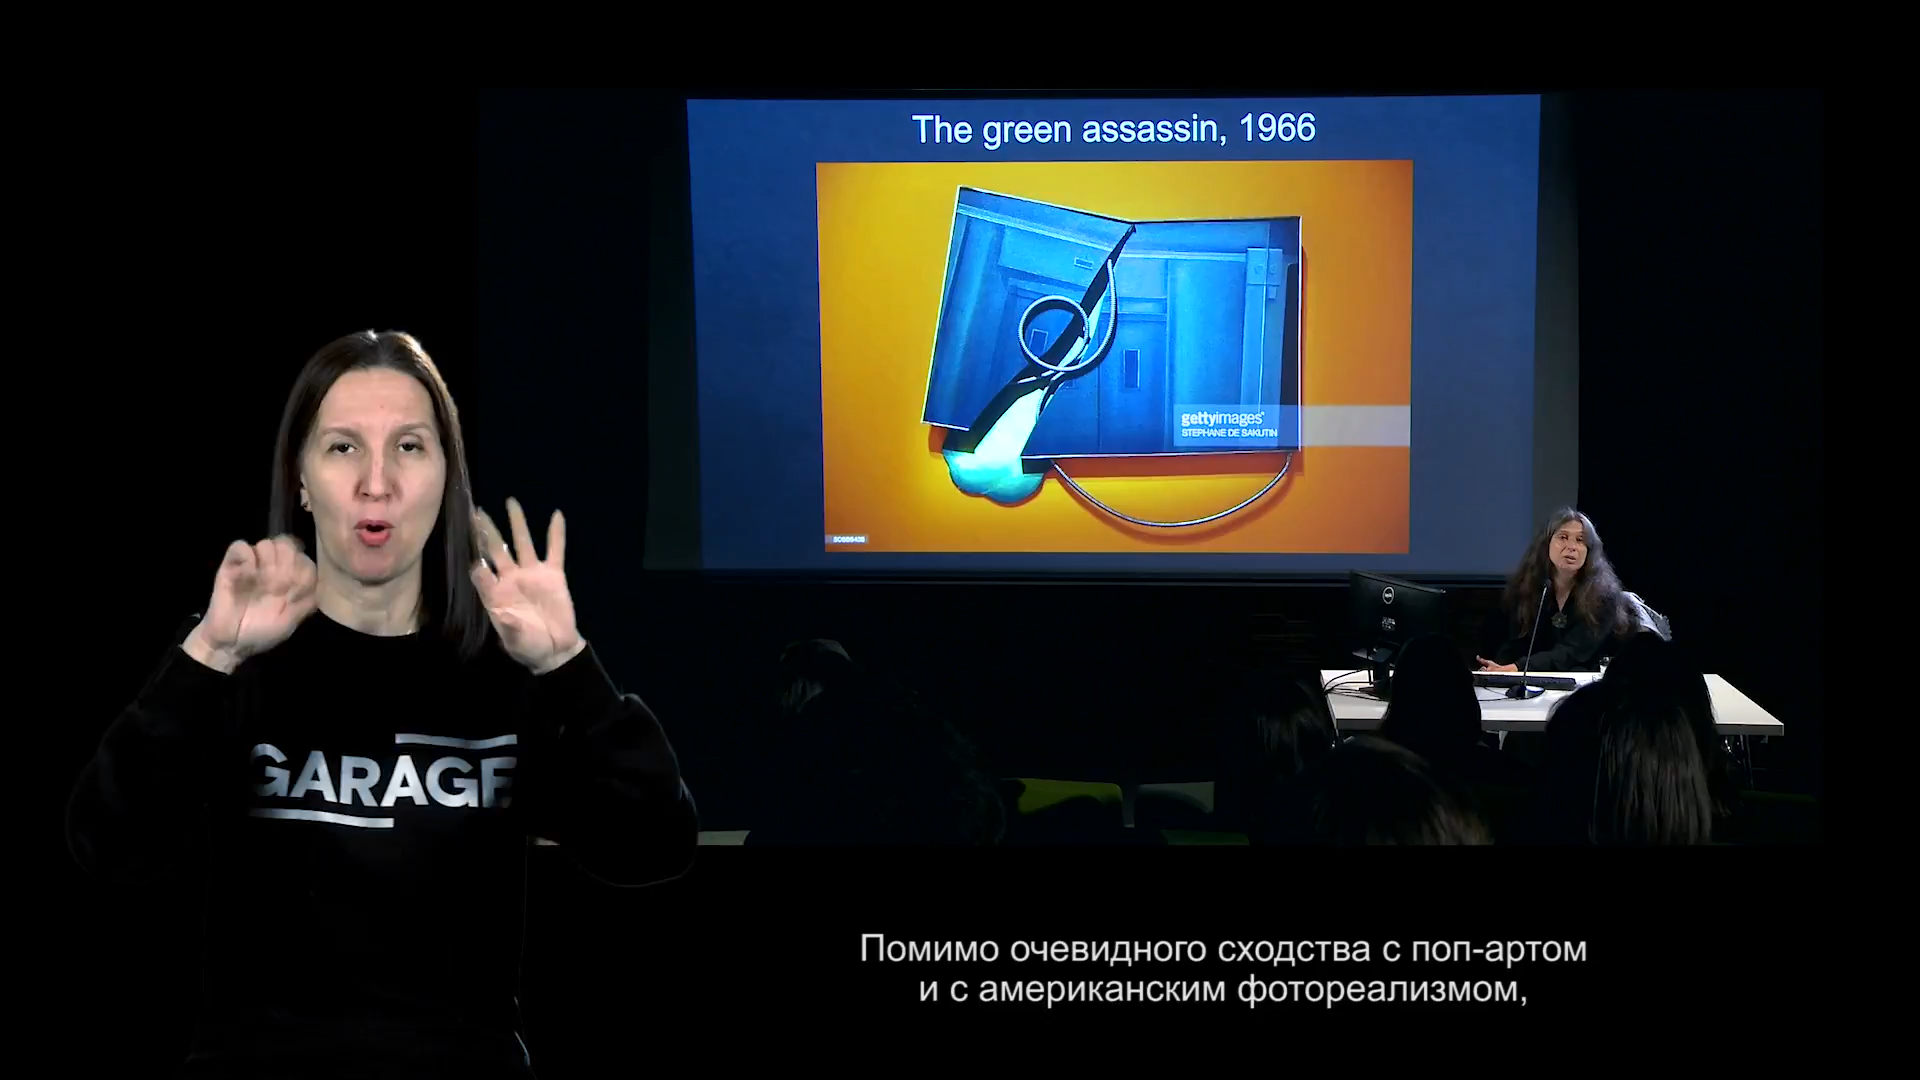 The green assassin, 1966
gettyimages®
STEPHANE DE SAKUTIN
GARAGE
Помимо очевидного сходства с поп-артом
и с американским фотореализмом,